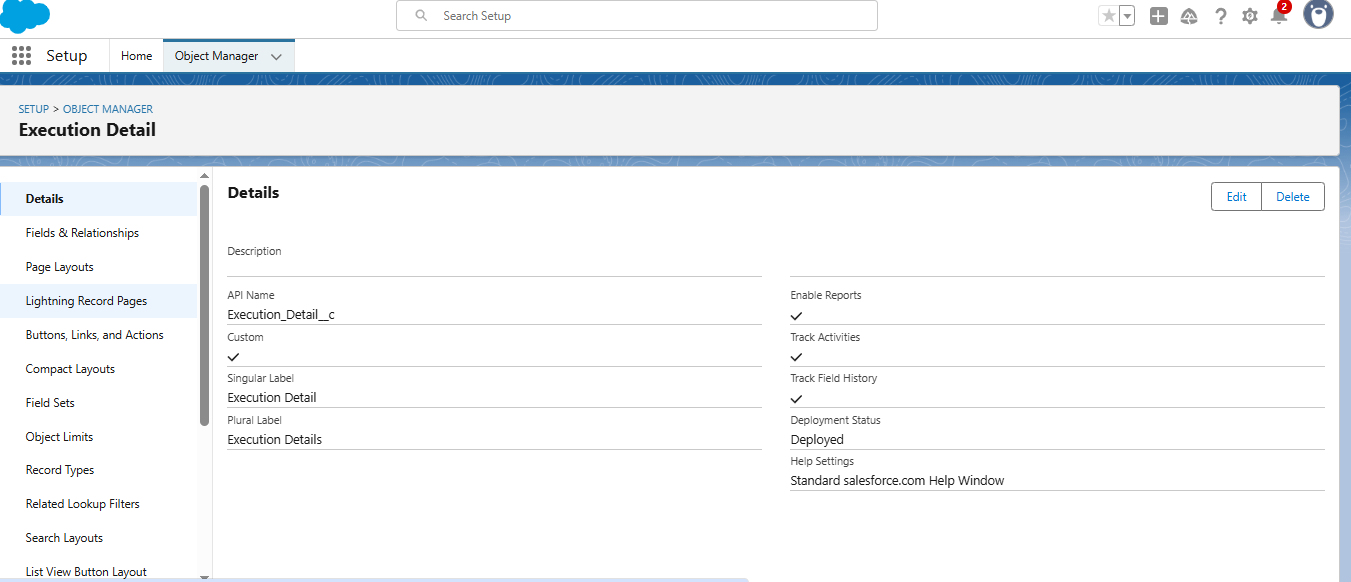 Search Setup
2
Setup
Home
Object Manager
SETUP > OBJECT MANAGER
Execution Detail
Details
Fields & Relationships
Page Layouts
Lightning Record Pages
Buttons, Links, and Actions
Compact Layouts
Field Sets
Object Limits
Record Types
Related Lookup Filters
Search Layouts
List View Button Layout
Details
Edit
Delete
Description
API Name
Execution_Detail__c
Custom
Singular Label
Execution Detail
Plural Label
Execution Details
Enable Reports
Track Activities
Track Field History
Deployment Status
Deployed
Help Settings
Standard salesforce.com Help Window